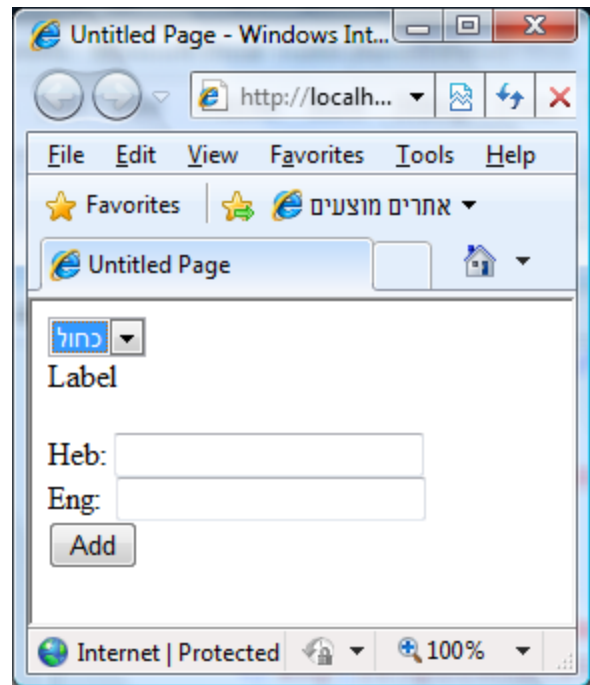 Untitled Page - Windows Int...
http://localh...
File Edit View Favorites Tools Help
Favorites אתרים מוצעים
Untitled Page
כחול
Label
Heb:
Eng:
Add
Internet | Protected 100%